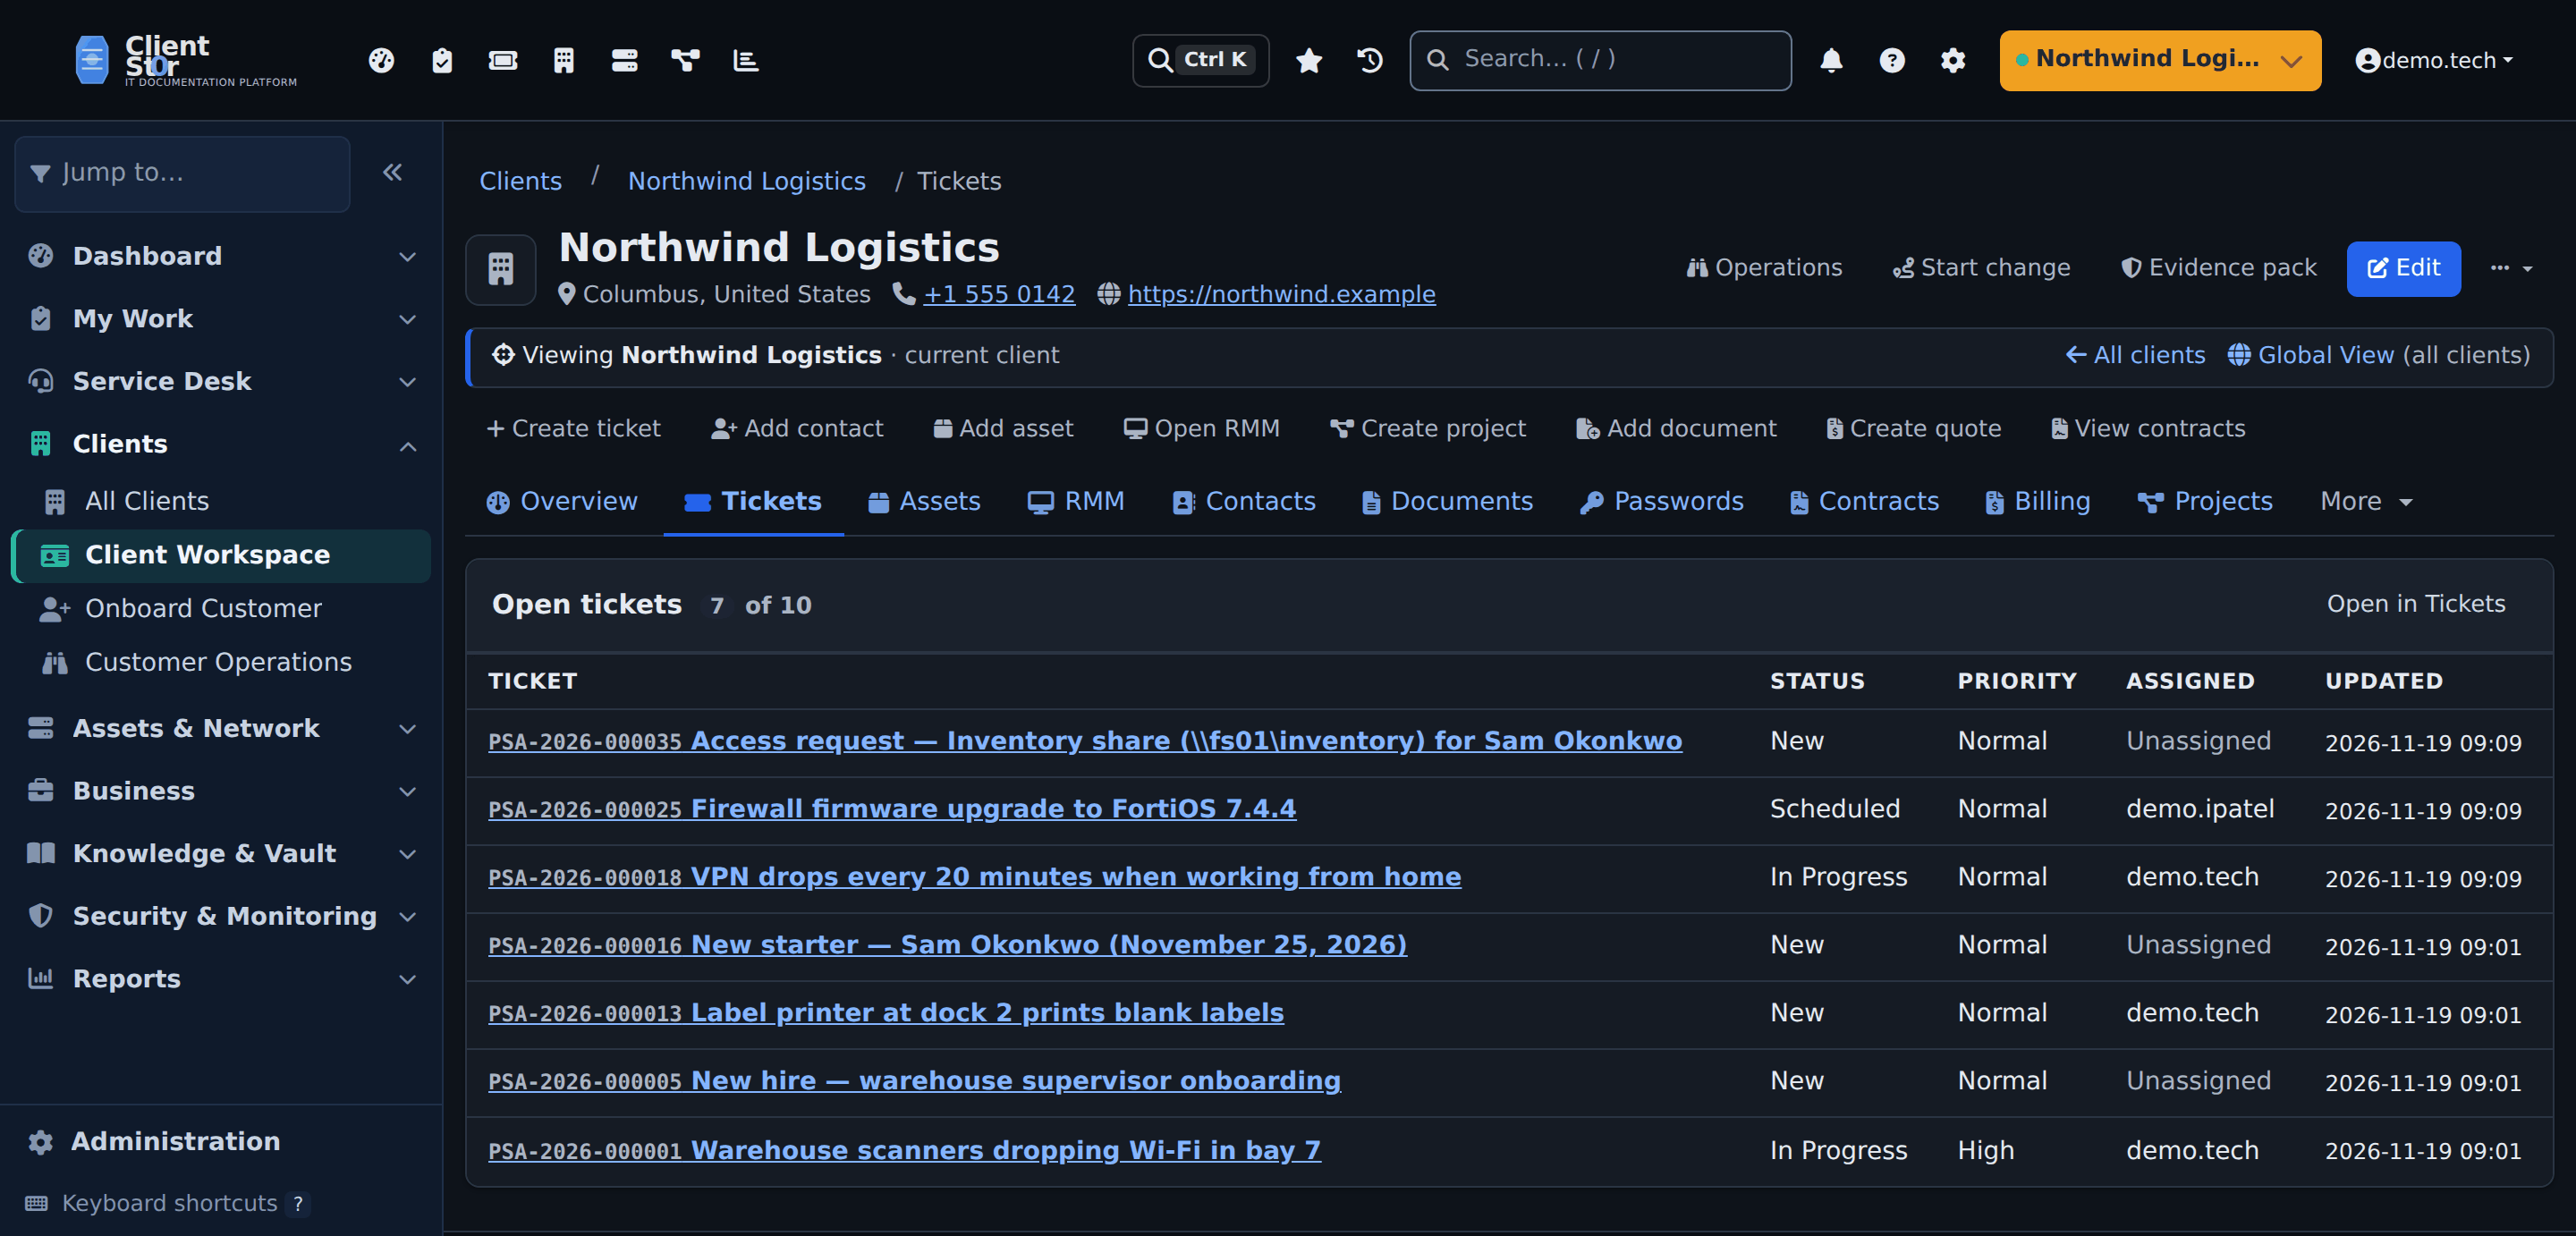 Client
St0r
IT DOCUMENTATION PLATFORM
Ctrl K
Search… ( / )
Northwind Logi…
demo.tech
Jump to…
Dashboard
My Work
Service Desk
Clients
All Clients
Client Workspace
Onboard Customer
Customer Operations
Assets & Network
Business
Knowledge & Vault
Security & Monitoring
Reports
Administration
Keyboard shortcuts ?
Clients / Northwind Logistics / Tickets
Northwind Logistics
Columbus, United States +1 555 0142 https://northwind.example
Operations Start change Evidence pack Edit
Viewing Northwind Logistics · current client
All clients Global View (all clients)
Create ticket Add contact Add asset Open RMM Create project Add document Create quote View contracts
Overview Tickets Assets RMM Contacts Documents Passwords Contracts Billing Projects More
Open tickets 7 of 10
Open in Tickets
TICKET STATUS PRIORITY ASSIGNED UPDATED
PSA-2026-000035 Access request — Inventory share (\\fs01\inventory) for Sam Okonkwo New Normal Unassigned 2026-11-19 09:09
PSA-2026-000025 Firewall firmware upgrade to FortiOS 7.4.4 Scheduled Normal demo.ipatel 2026-11-19 09:09
PSA-2026-000018 VPN drops every 20 minutes when working from home In Progress Normal demo.tech 2026-11-19 09:09
PSA-2026-000016 New starter — Sam Okonkwo (November 25, 2026) New Normal Unassigned 2026-11-19 09:01
PSA-2026-000013 Label printer at dock 2 prints blank labels New Normal demo.tech 2026-11-19 09:01
PSA-2026-000005 New hire — warehouse supervisor onboarding New Normal Unassigned 2026-11-19 09:01
PSA-2026-000001 Warehouse scanners dropping Wi-Fi in bay 7 In Progress High demo.tech 2026-11-19 09:01